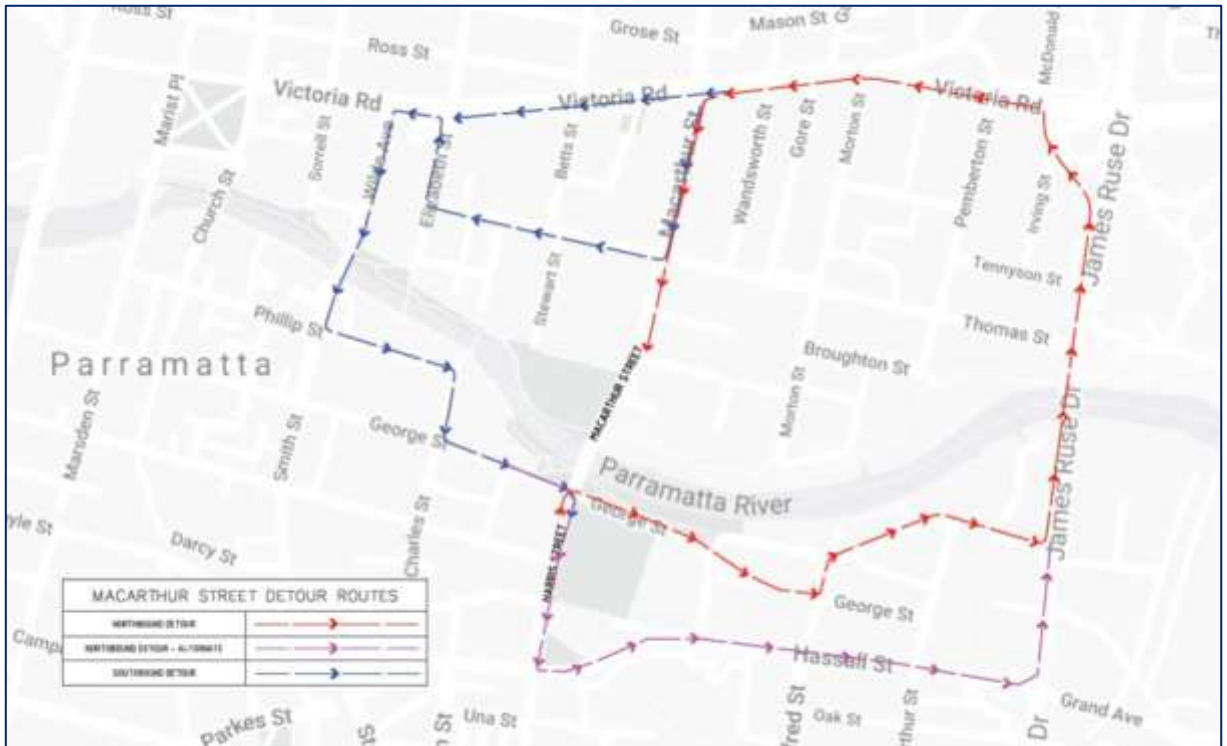 Ross St
Ross St
Grose St
Mason St
McDonald
Victoria Rd
Victoria Rd
Victoria Rd
Marist Pl
Sorrell St
Wilde Ave
Elizabeth St
Betts St
Macarthur St
Wandsworth St
Gore St
Morton St
Pemberton St
Irving St
James Ruse Dr
Church St
Tennyson St
Stewart St
Phillip St
Thomas St
Broughton St
MACARTHUR STREET
Parramatta
Morton St
James Ruse Dr
Marsden St
Smith St
George St
Parramatta River
George St
Charles St
HARRIS STREET
Darcy St
George St
MACARTHUR STREET DETOUR ROUTES
NORTHBOUND DETOUR
NORTHBOUND DETOUR - ALTERNATE
SOUTHBOUND DETOUR
Hassall St
Grand Ave
Parkes St
Una St
Oak St
Dr